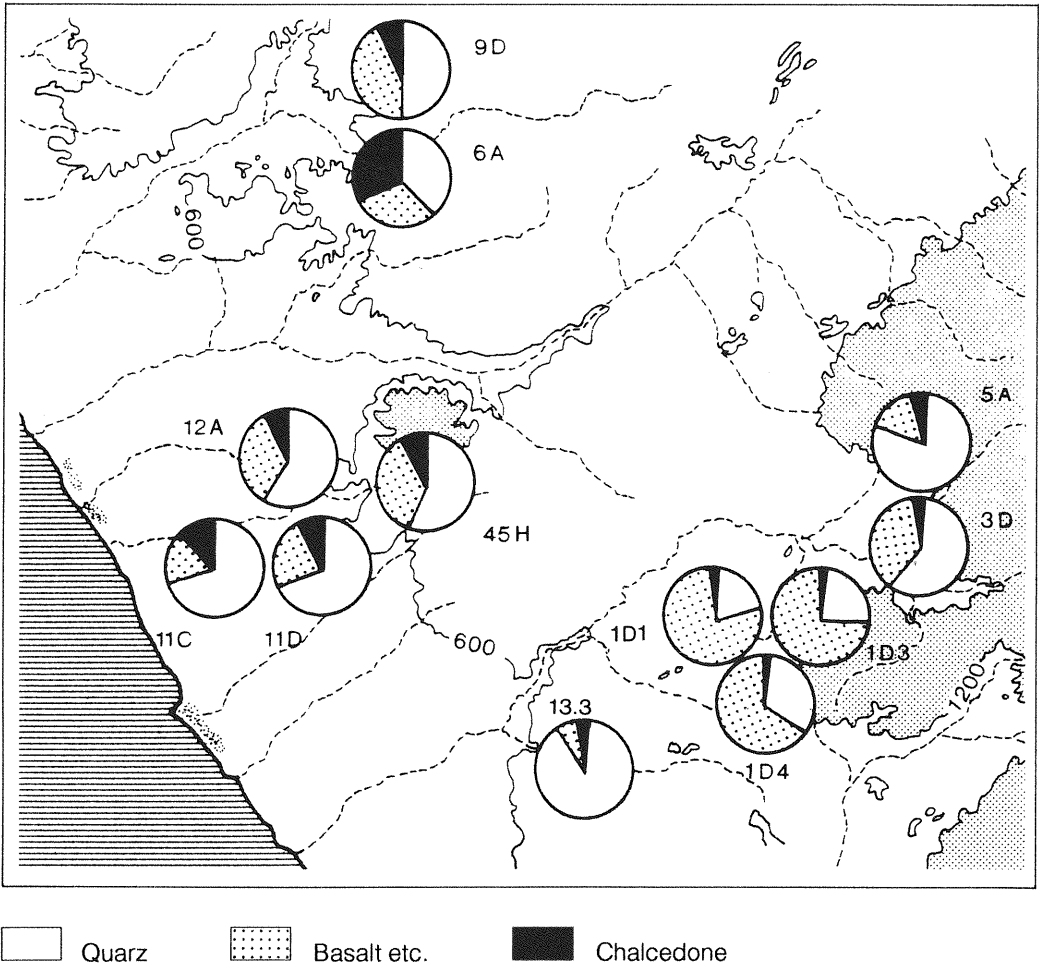 9D
6A
600
5A
12A
3D
45H
11C
11D
600
1D1
1D3
1200
13.3
1D4
Quarz
Basalt etc.
Chalcedone